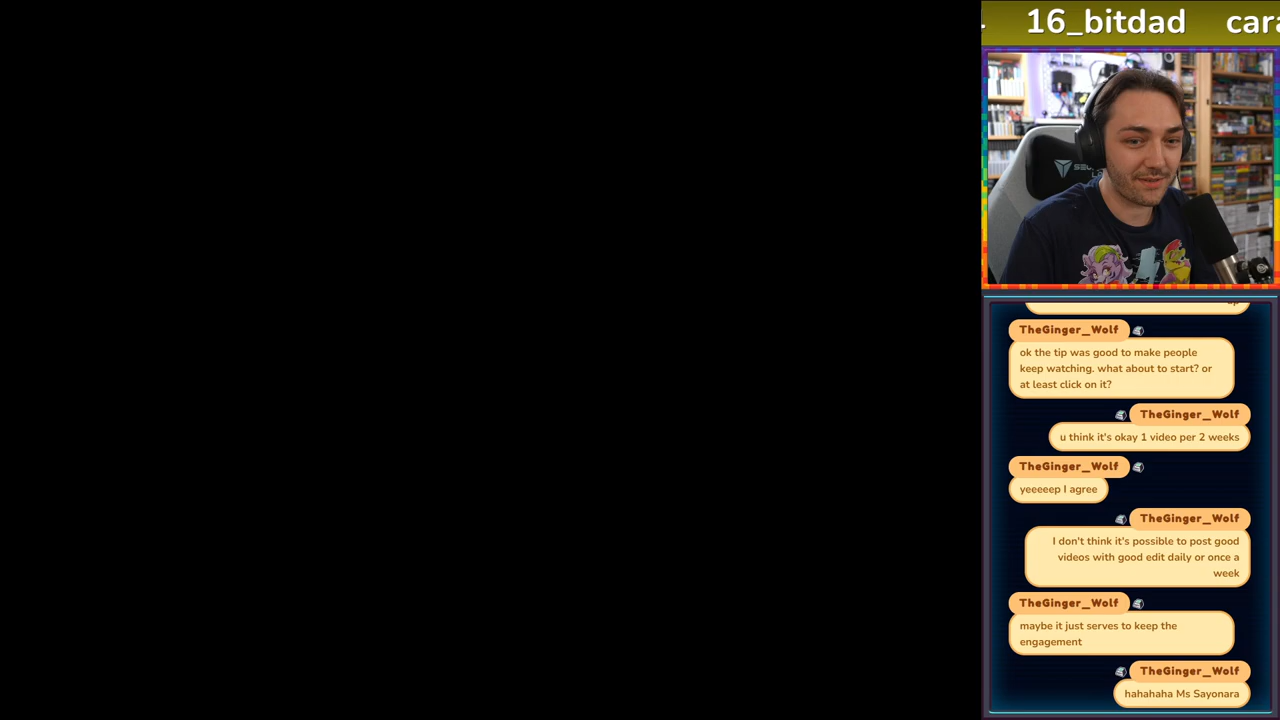 16_bitdad
TheGinger_Wolf
ok the tip was good to make people
keep watching. what about to start? or
at least click on it?
TheGinger_Wolf
u think it's okay 1 video per 2 weeks
TheGinger_Wolf
yeeeeep I agree
TheGinger_Wolf
I don't think it's possible to post good
videos with good edit daily or once a
week
TheGinger_Wolf
maybe it just serves to keep the
engagement
TheGinger_Wolf
hahahaha Ms Sayonara